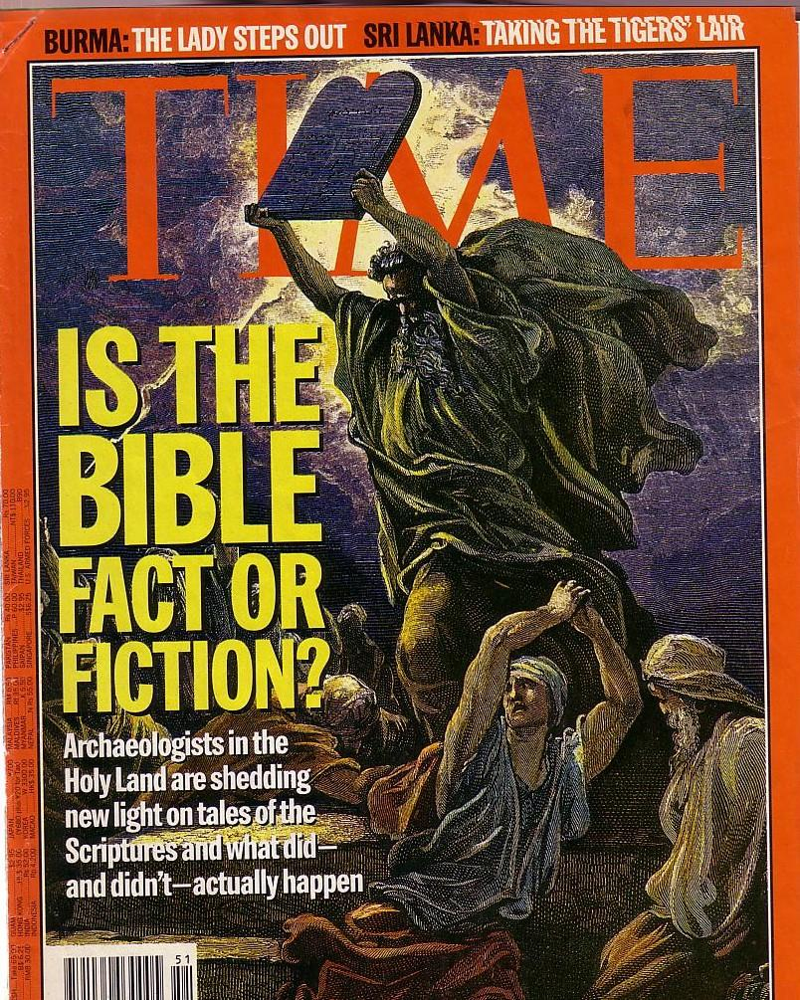 BURMA: THE LADY STEPS OUT SRI LANKA: TAKING THE TIGERS' LAIR
TIME
IS THE
BIBLE
FACT OR
FICTION?
Archaeologists in the
Holy Land are shedding
new light on tales of the
Scriptures and what did—
and didn't—actually happen
51